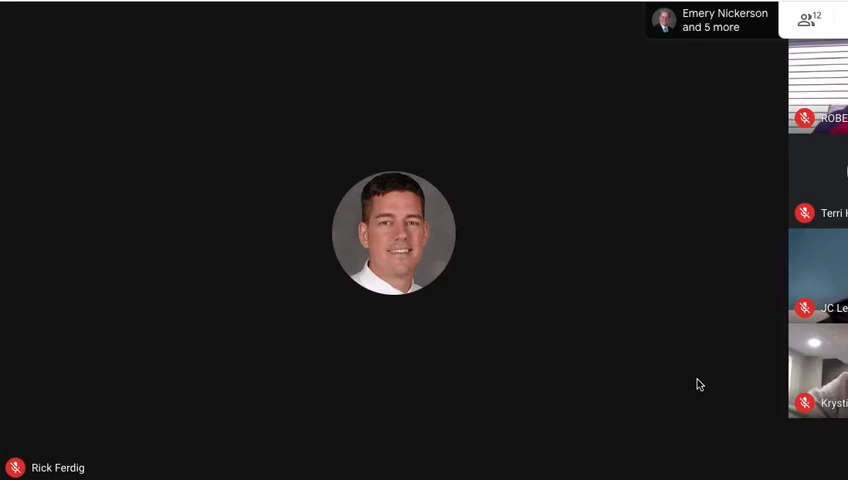 Emery Nickerson
and 5 more
12
ROBE
Terri H
JC Le
Krysti
Rick Ferdig